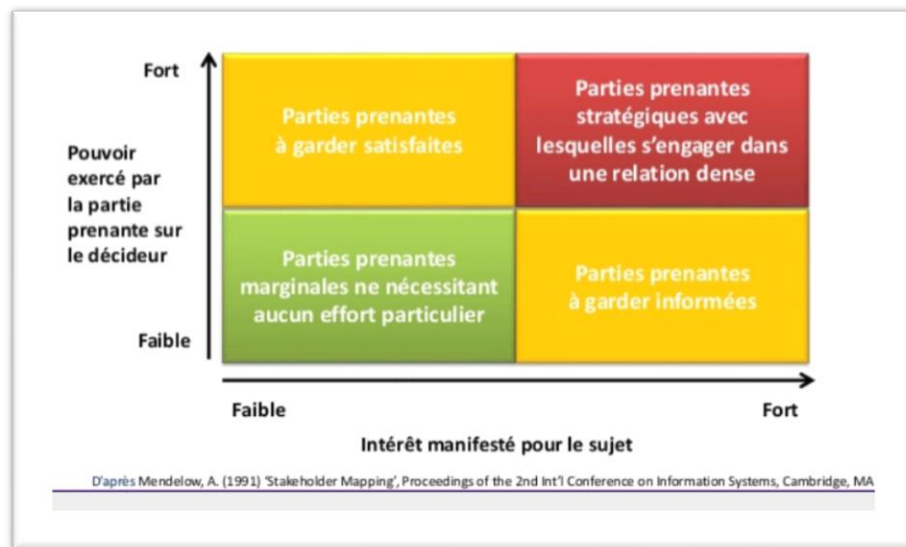 Fort
Pouvoir
exercé par
la partie
prenante sur
le décideur
Faible
Parties prenantes
à garder satisfaites
Parties prenantes
stratégiques avec
lesquelles s'engager dans
une relation dense
Parties prenantes
marginales ne nécessitant
aucun effort particulier
Parties prenantes
à garder informées
Faible
Fort
Intérêt manifesté pour le sujet
D'après Mendelow, A. (1991) 'Stakeholder Mapping', Proceedings of the 2nd Int'l Conference on Information Systems, Cambridge, MA